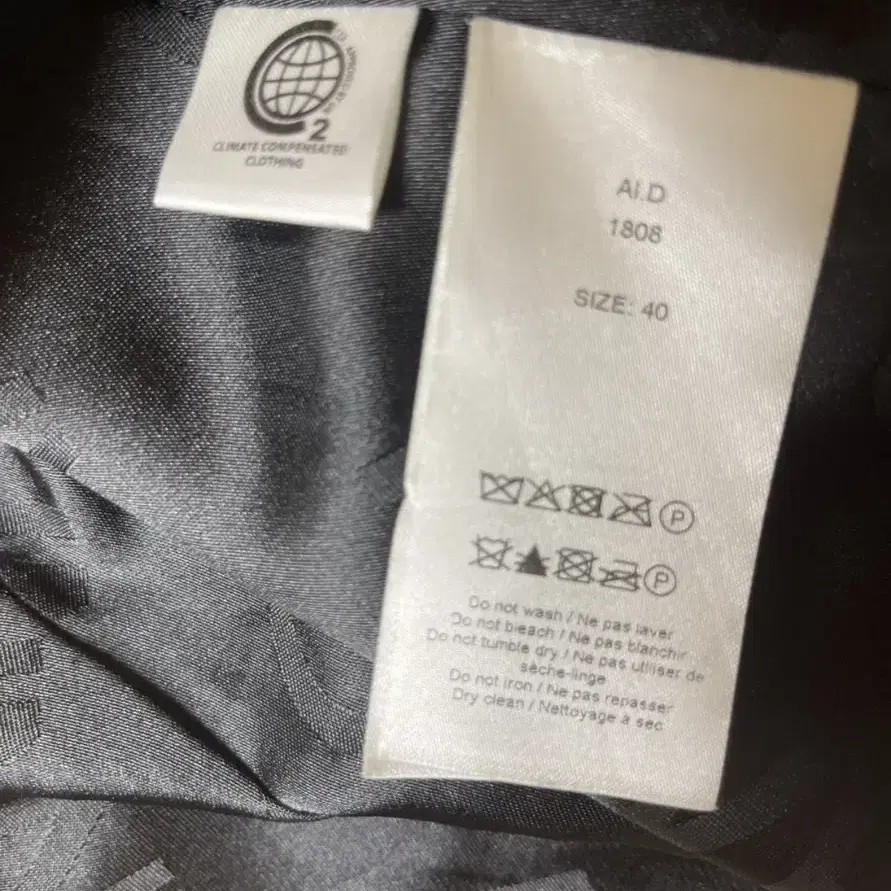 2
CLIMATE COMPENSATED
CLOTHING
AI.D
1808
SIZE: 40
P
P
Do not wash / Ne pas laver
Do not bleach / Ne pas blanchir
Do not tumble dry / Ne pas utiliser de
sèche-linge
Do not iron / Ne pas repasser
Dry clean / Nettoyage à sec